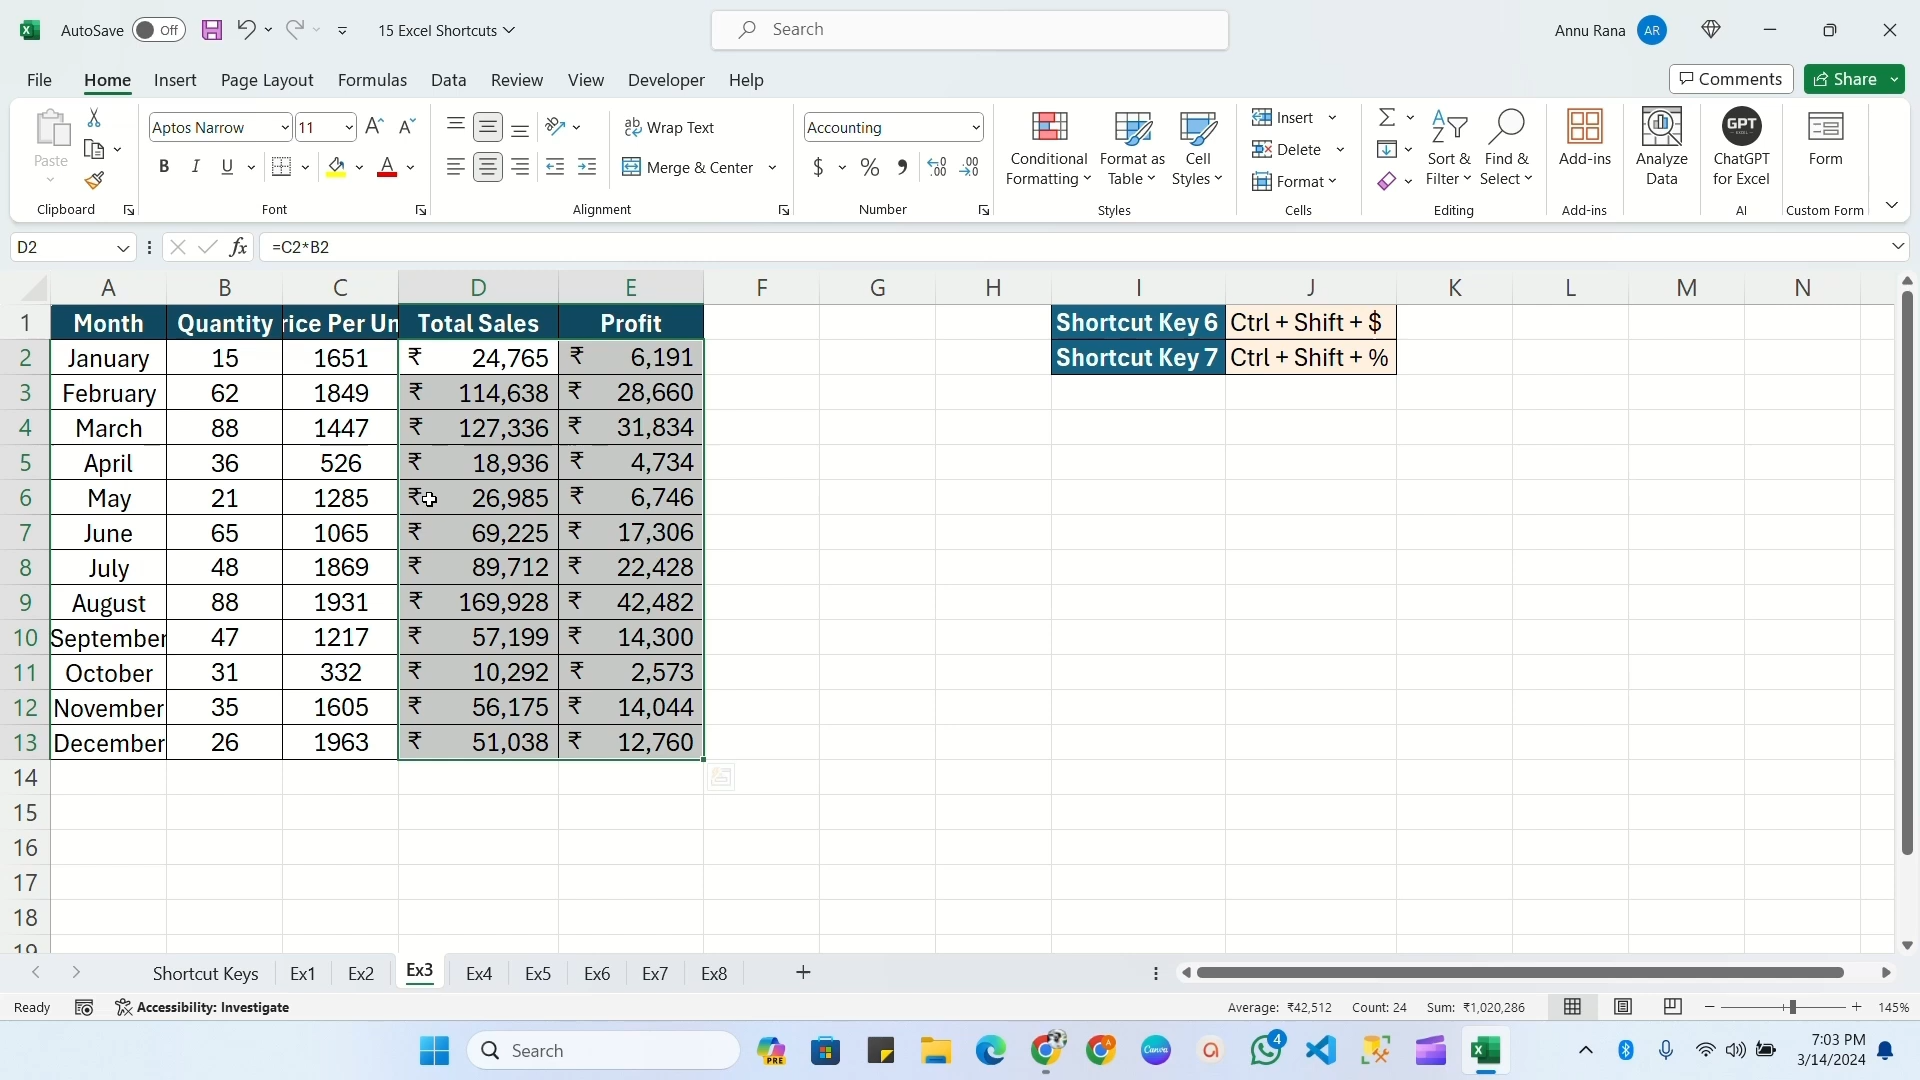 AutoSave Off 15 Excel Shortcuts Search Annu Rana AR
File Home Insert Page Layout Formulas Data Review View Developer Help Comments Share
Paste
Clipboard
Aptos Narrow 11
B I U A
Font
Wrap Text
Merge & Center
Alignment
Accounting
$ % 9
Number
Conditional Formatting
Format as Table
Cell Styles
Styles
Insert
Delete
Format
Cells
Sort & Filter
Find & Select
Editing
Add-ins
Add-ins
Analyze Data
GPT
ChatGPT for Excel
AI
Form
Custom Form
D2 fx =C2*B2
A B C D E F G H I J K L M N
1 Month Quantity rice Per Un Total Sales Profit Shortcut Key 6 Ctrl + Shift + $
2 January 15 1651 ₹ 24,765 ₹ 6,191 Shortcut Key 7 Ctrl + Shift + %
3 February 62 1849 ₹ 114,638 ₹ 28,660
4 March 88 1447 ₹ 127,336 ₹ 31,834
5 April 36 526 ₹ 18,936 ₹ 4,734
6 May 21 1285 ₹ 26,985 ₹ 6,746
7 June 65 1065 ₹ 69,225 ₹ 17,306
8 July 48 1869 ₹ 89,712 ₹ 22,428
9 August 88 1931 ₹ 169,928 ₹ 42,482
10 September 47 1217 ₹ 57,199 ₹ 14,300
11 October 31 332 ₹ 10,292 ₹ 2,573
12 November 35 1605 ₹ 56,175 ₹ 14,044
13 December 26 1963 ₹ 51,038 ₹ 12,760
14
15
16
17
18
19
Shortcut Keys Ex1 Ex2 Ex3 Ex4 Ex5 Ex6 Ex7 Ex8
Ready Accessibility: Investigate Average: ₹42,512 Count: 24 Sum: ₹1,020,286 145%
Search PRE Canva 4 7:03 PM
3/14/2024